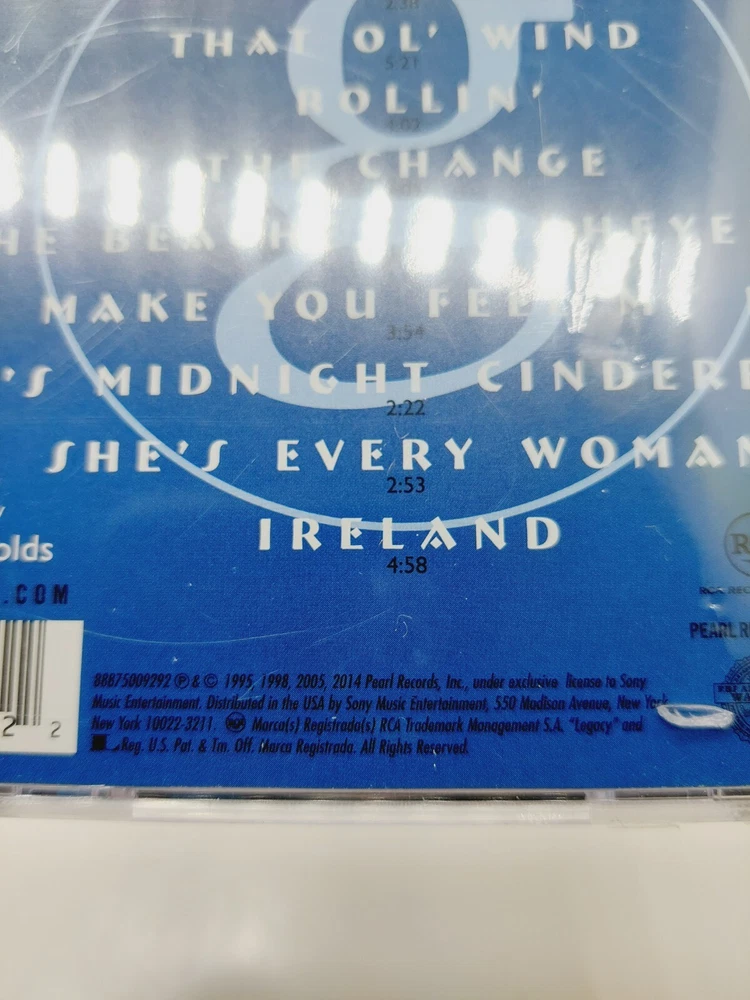 2:38
THAT OL' WIND
5:21
ROLLIN'
THE CHANGE
MAKE YOU FEEL
3:54
'S MIDNIGHT CINDERE
2:22
SHE'S EVERY WOMAN
2:53
IRELAND
4:58
olds
.COM
PEARL R
2 2
88875009292 ℗ & © 1995, 1998, 2005, 2014 Pearl Records, Inc., under exclusive license to Sony
Music Entertainment. Distributed in the USA by Sony Music Entertainment, 550 Madison Avenue, New York
New York 10022-3211. RCA Marca(s) Registrada(s) RCA Trademark Management S.A. "Legacy" and
Reg. U.S. Pat. & Tm. Off. Marca Registrada. All Rights Reserved.